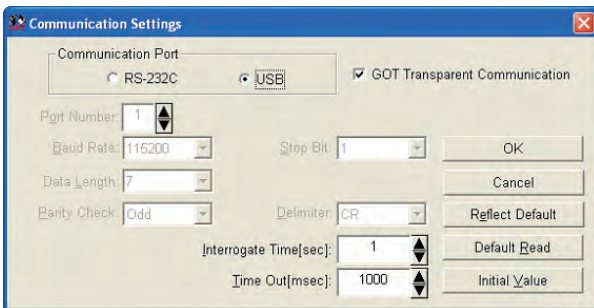 Communication Settings
Communication Port
RS-232C USB GOT Transparent Communication
Port Number: 1
Baud Rate: 115200 Stop Bit: 1 OK
Data Length: 7 Cancel
Parity Check: Odd Delimiter: CR Reflect Default
Interrogate Time[sec]: 1 Default Read
Time Out[msec]: 1000 Initial Value